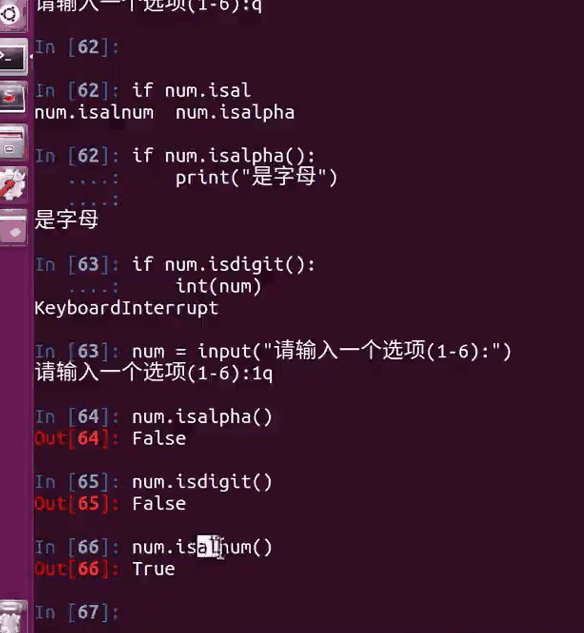 请输入一个选项(1-6):q
In [62]:
In [62]: if num.isal
num.isalnum  num.isalpha
In [62]: if num.isalpha():
   ....:     print("是字母")
   ....:
是字母
In [63]: if num.isdigit():
   ....:     int(num)
KeyboardInterrupt
In [63]: num = input("请输入一个选项(1-6):")
请输入一个选项(1-6):1q
In [64]: num.isalpha()
Out[64]: False
In [65]: num.isdigit()
Out[65]: False
In [66]: num.isalnum()
Out[66]: True
In [67]: